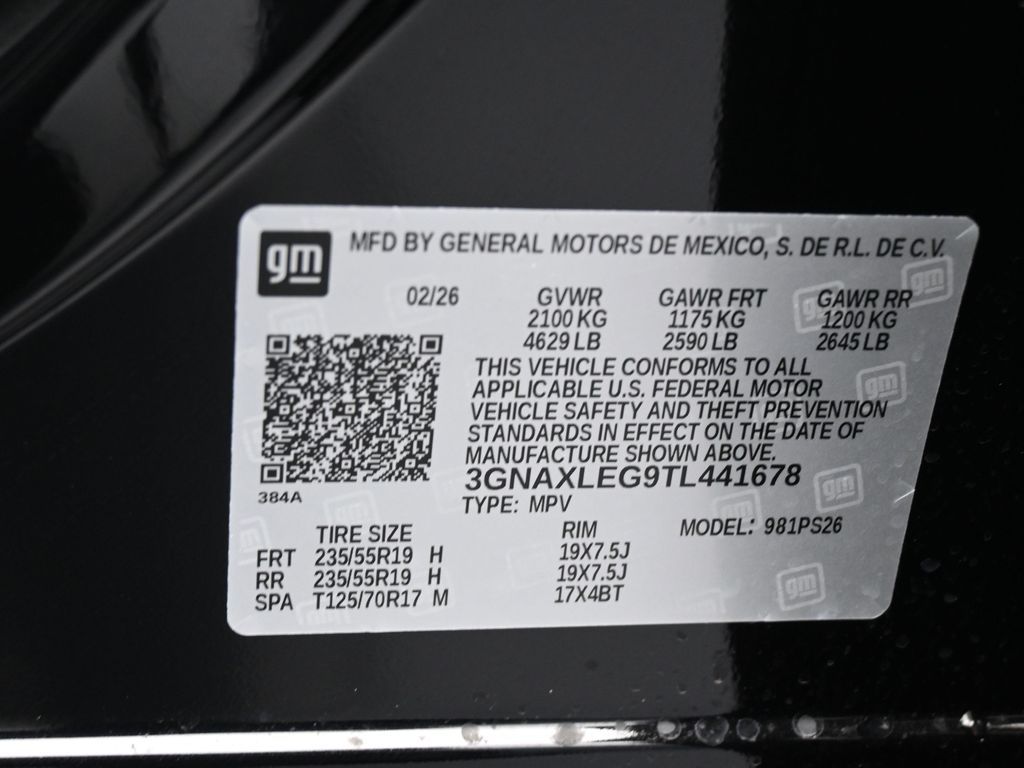 gm MFD BY GENERAL MOTORS DE MEXICO, S. DE R.L. DE C.V.
02/26 GVWR GAWR FRT GAWR RR
2100 KG 1175 KG 1200 KG
4629 LB 2590 LB 2645 LB
THIS VEHICLE CONFORMS TO ALL
APPLICABLE U.S. FEDERAL MOTOR
VEHICLE SAFETY AND THEFT PREVENTION
STANDARDS IN EFFECT ON THE DATE OF
MANUFACTURE SHOWN ABOVE.
3GNAXLEG9TL441678
384A
TYPE: MPV
TIRE SIZE RIM MODEL: 981PS26
FRT 235/55R19 H 19X7.5J
RR 235/55R19 H 19X7.5J
SPA T125/70R17 M 17X4BT